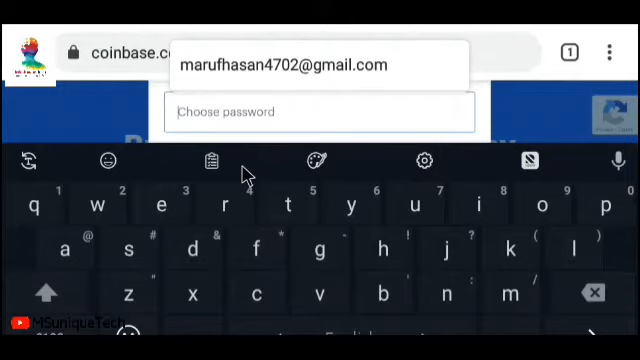 coinbase.c
marufhasan4702@gmail.com
1
Choose password
1 2 3 4 5 6 7 8 9 0
q w e r t y u i o p
@ # & * - ! : ( )
a s d f g h j k l
" ' : ! ? /
z x c v b n m
MSuniqueTech